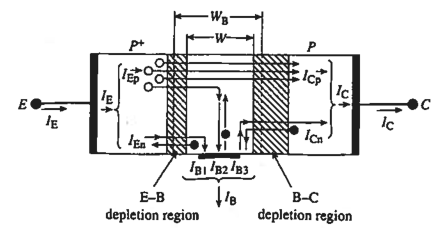 W_B
W
P+ P
E I_E I_E I_Ep I_Cp I_C I_C C
I_En I_Cn
I_B1 I_B2 I_B3
E–B B–C
depletion region I_B depletion region